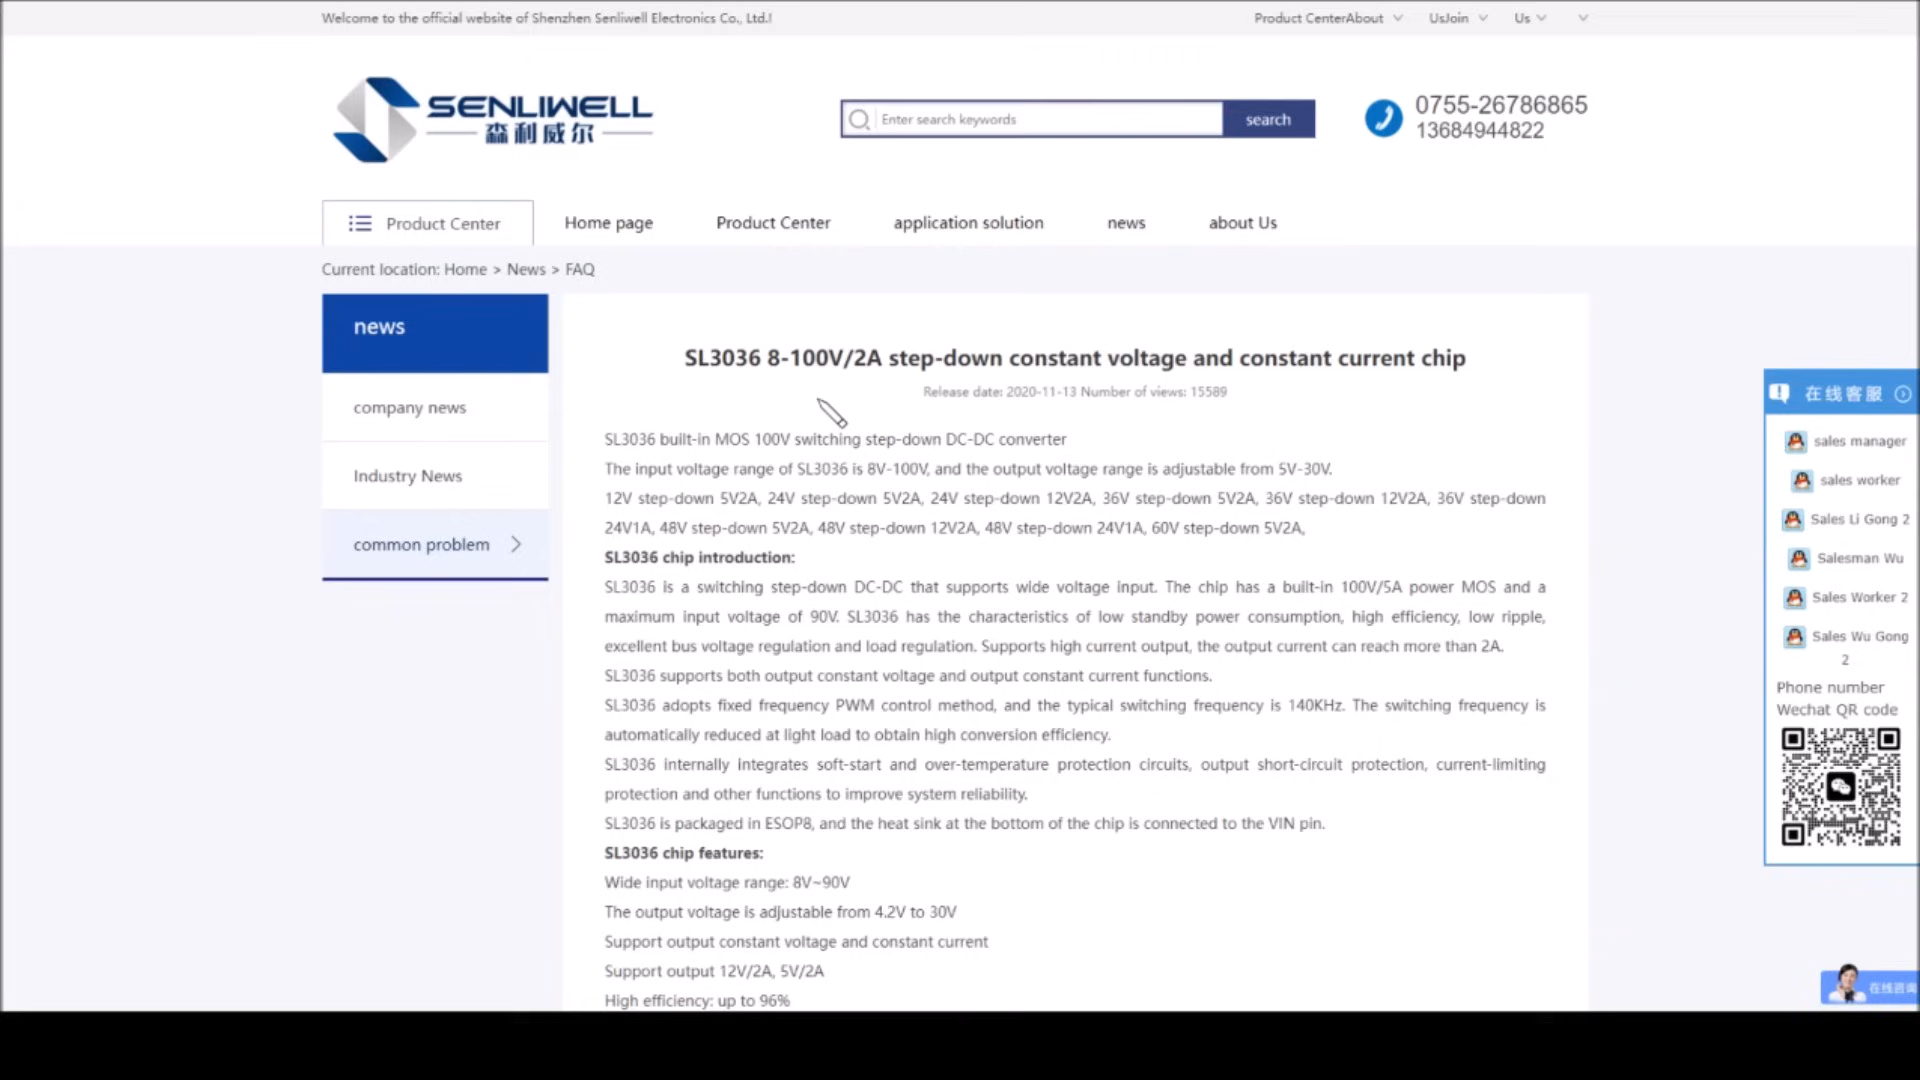 Welcome to the official website of Shenzhen Senliwell Electronics Co., Ltd.!
Product CenterAbout UsJoin Us
SENLIWELL
森利威尔
Enter search keywords
search
0755-26786865
13684944822
Product Center
Home page
Product Center
application solution
news
about Us
Current location: Home > News > FAQ
news
company news
Industry News
common problem
SL3036 8-100V/2A step-down constant voltage and constant current chip
Release date: 2020-11-13 Number of views: 15589
SL3036 built-in MOS 100V switching step-down DC-DC converter
The input voltage range of SL3036 is 8V-100V, and the output voltage range is adjustable from 5V-30V.
12V step-down 5V2A, 24V step-down 5V2A, 24V step-down 12V2A, 36V step-down 5V2A, 36V step-down 12V2A, 36V step-down
24V1A, 48V step-down 5V2A, 48V step-down 12V2A, 48V step-down 24V1A, 60V step-down 5V2A,
SL3036 chip introduction:
SL3036 is a switching step-down DC-DC that supports wide voltage input. The chip has a built-in 100V/5A power MOS and a
maximum input voltage of 90V. SL3036 has the characteristics of low standby power consumption, high efficiency, low ripple,
excellent bus voltage regulation and load regulation. Supports high current output, the output current can reach more than 2A.
SL3036 supports both output constant voltage and output constant current functions.
SL3036 adopts fixed frequency PWM control method, and the typical switching frequency is 140KHz. The switching frequency is
automatically reduced at light load to obtain high conversion efficiency.
SL3036 internally integrates soft-start and over-temperature protection circuits, output short-circuit protection, current-limiting
protection and other functions to improve system reliability.
SL3036 is packaged in ESOP8, and the heat sink at the bottom of the chip is connected to the VIN pin.
SL3036 chip features:
Wide input voltage range: 8V~90V
The output voltage is adjustable from 4.2V to 30V
Support output constant voltage and constant current
Support output 12V/2A, 5V/2A
High efficiency: up to 96%
在线客服
sales manager
sales worker
Sales Li Gong 2
Salesman Wu
Sales Worker 2
Sales Wu Gong
2
Phone number
Wechat QR code
在线咨询